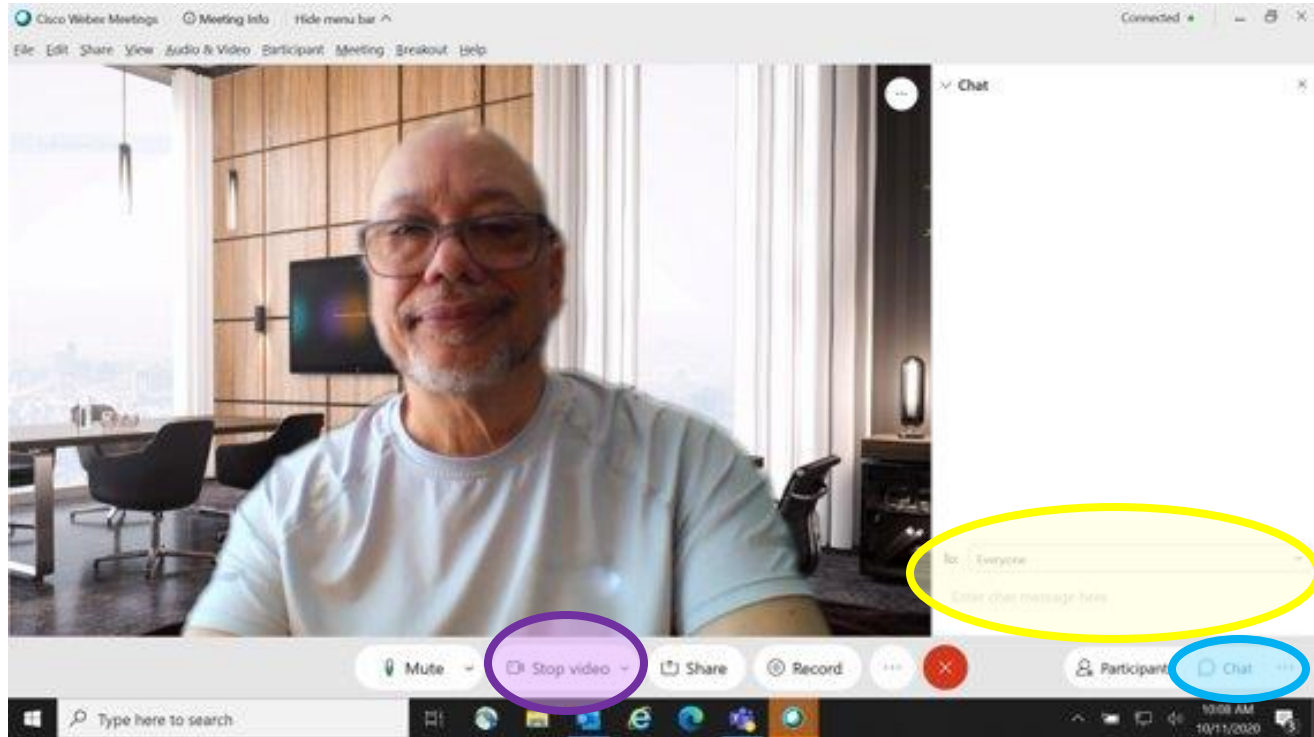 Cisco Webex Meetings Meeting Info Hide menu bar Connected
File Edit Share View Audio & Video Participant Meeting Breakout Help
Chat
To: Everyone
Enter chat message here
Mute Stop video Share Record Participant Chat
Type here to search
10:08 AM
10/11/2020